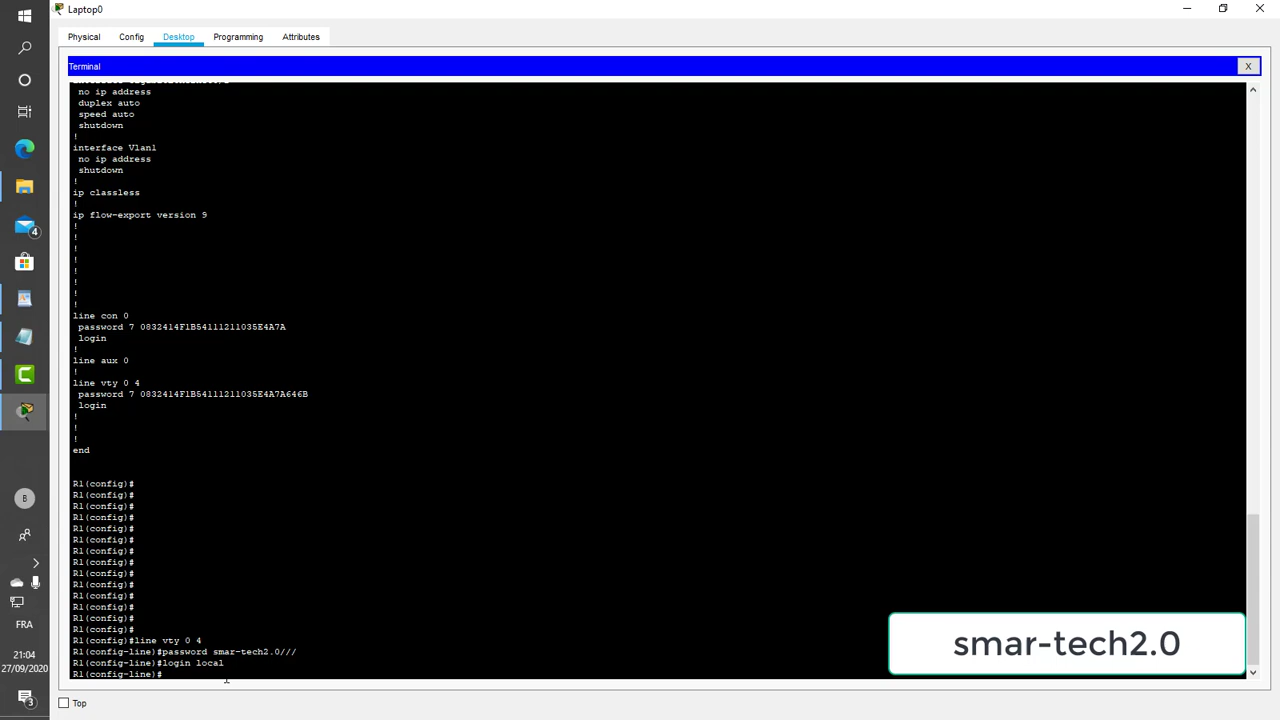 Laptop0
Physical Config Desktop Programming Attributes
Terminal X
no ip address
duplex auto
speed auto
shutdown
!
interface Vlan1
no ip address
shutdown
!
ip classless
!
ip flow-export version 9
!
!
!
!
!
!
!
!
line con 0
password 7 0832414F1B54111211035E4A7A
login
!
line aux 0
!
line vty 0 4
password 7 0832414F1B54111211035E4A7A646B
login
!
!
!
end
R1(config)#
R1(config)#
R1(config)#
R1(config)#
R1(config)#
R1(config)#
R1(config)#
R1(config)#
R1(config)#
R1(config)#
R1(config)#
R1(config)#
R1(config)#
R1(config)#
R1(config)#line vty 0 4
R1(config-line)#password smar-tech2.0///
R1(config-line)#login local
R1(config-line)#
smar-tech2.0
Top
4
B
FRA
21:04
27/09/2020
3